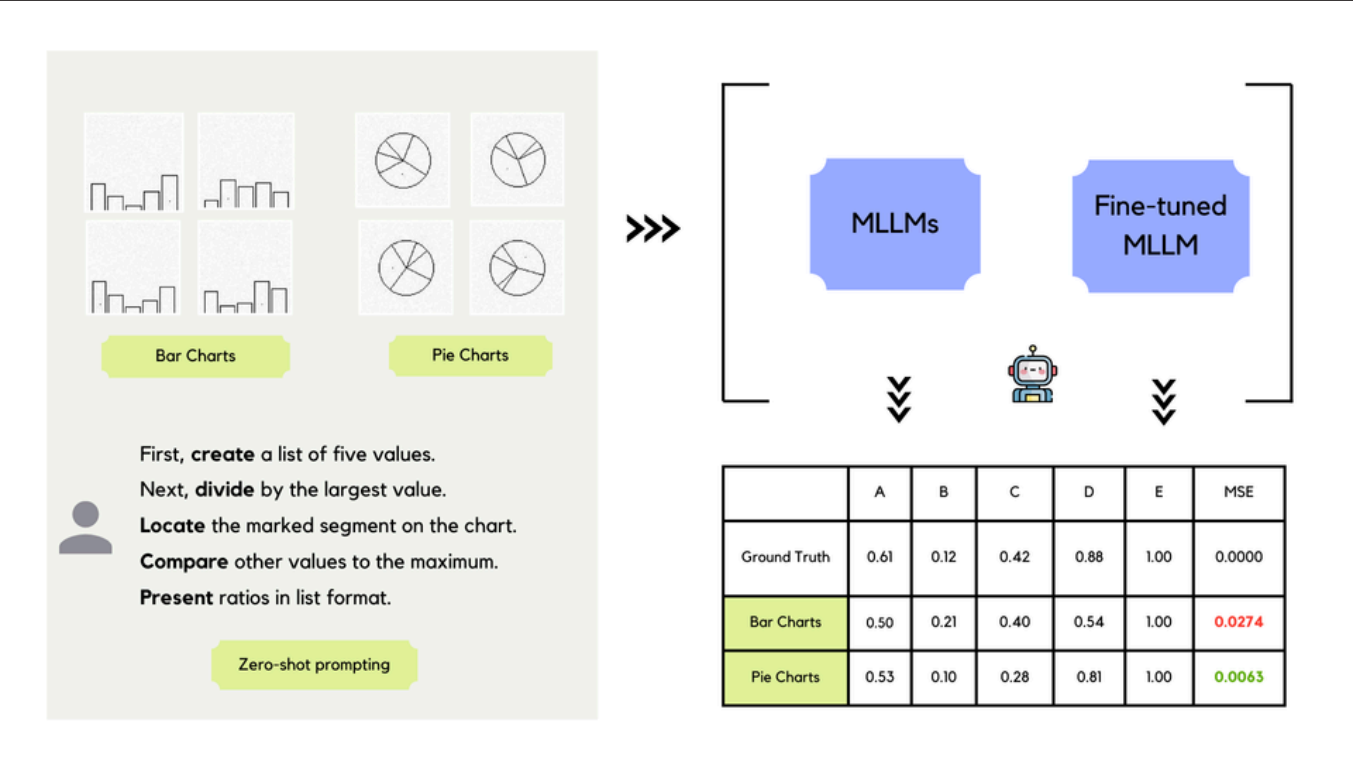 Bar Charts
Pie Charts
First, create a list of five values.
Next, divide by the largest value.
Locate the marked segment on the chart.
Compare other values to the maximum.
Present ratios in list format.
Zero-shot prompting
MLLMs
Fine-tuned
MLLM
A B C D E MSE
Ground Truth 0.61 0.12 0.42 0.88 1.00 0.0000
Bar Charts 0.50 0.21 0.40 0.54 1.00 0.0274
Pie Charts 0.53 0.10 0.28 0.81 1.00 0.0063